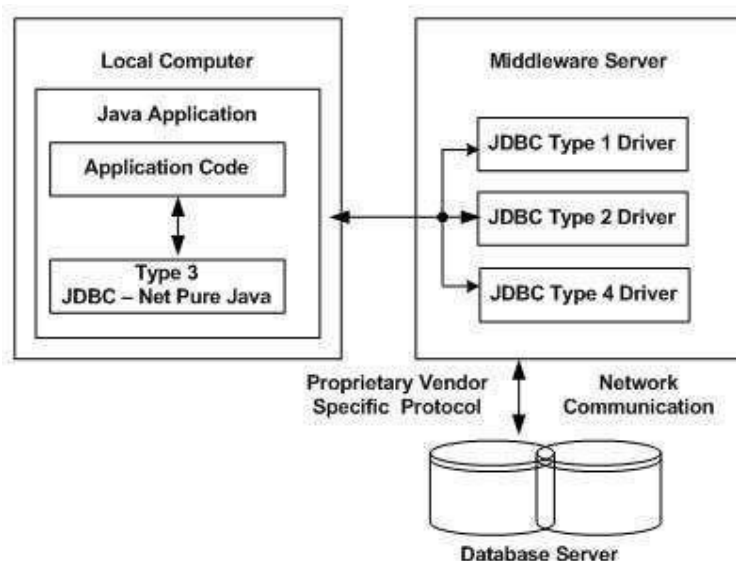 Local Computer
Java Application
Application Code
Type 3
JDBC – Net Pure Java
Middleware Server
JDBC Type 1 Driver
JDBC Type 2 Driver
JDBC Type 4 Driver
Proprietary Vendor
Specific Protocol
Network
Communication
Database Server